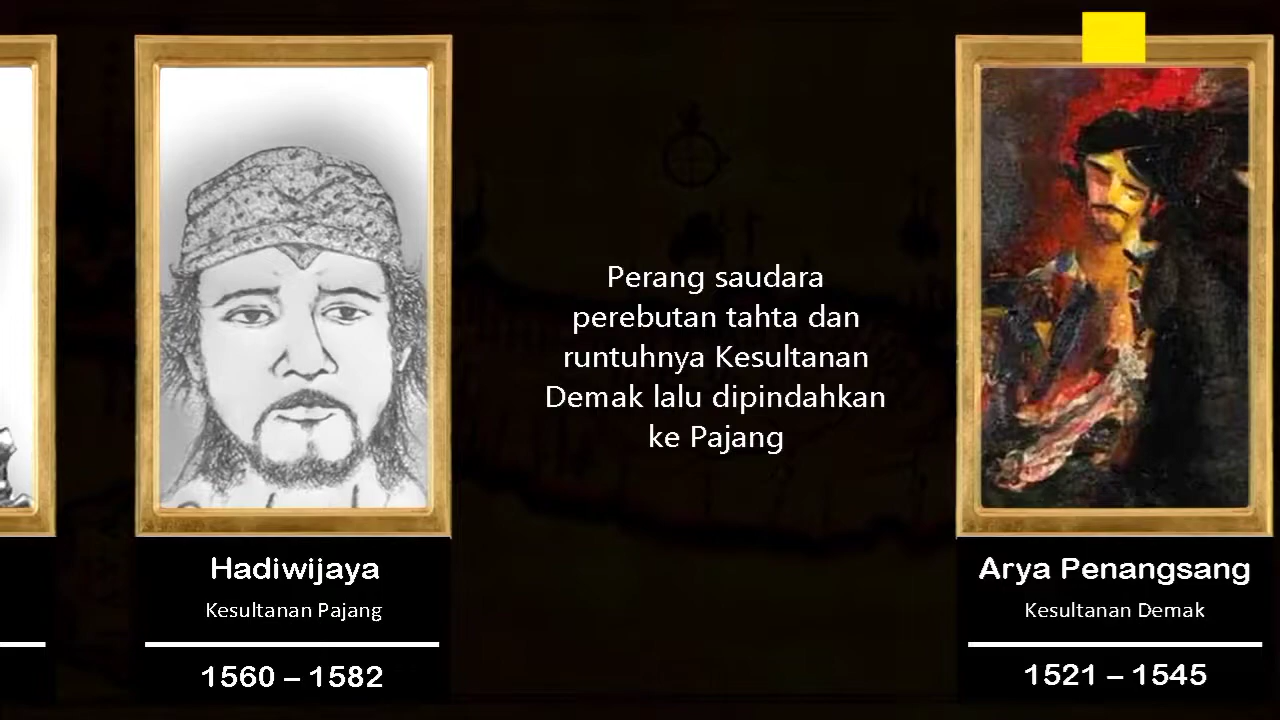 Perang saudara
perebutan tahta dan
runtuhnya Kesultanan
Demak lalu dipindahkan
ke Pajang
Hadiwijaya
Kesultanan Pajang
1560 – 1582
Arya Penangsang
Kesultanan Demak
1521 – 1545